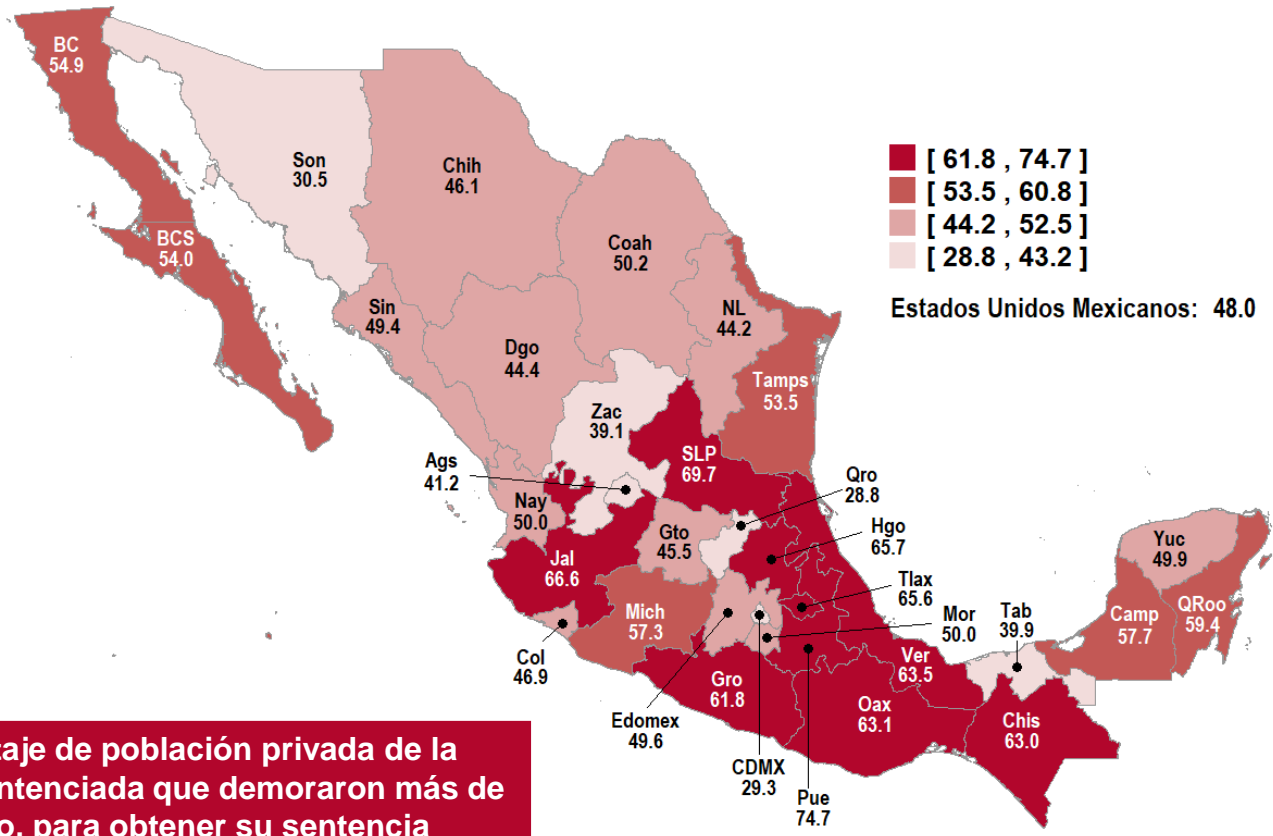 BC
54.9
Son
30.5
Chih
46.1
[ 61.8 , 74.7 ]
[ 53.5 , 60.8 ]
[ 44.2 , 52.5 ]
[ 28.8 , 43.2 ]
Estados Unidos Mexicanos: 48.0
BCS
54.0
Coah
50.2
Sin
49.4
NL
44.2
Dgo
44.4
Tamps
53.5
Zac
39.1
SLP
69.7
Ags
41.2
Qro
28.8
Nay
50.0
Gto
45.5
Hgo
65.7
Yuc
49.9
Jal
66.6
Tlax
65.6
Mich
57.3
Mor
50.0
Tab
39.9
Camp
57.7
QRoo
59.4
Col
46.9
Ver
63.5
Gro
61.8
Oax
63.1
Chis
63.0
Edomex
49.6
CDMX
29.3
Pue
74.7
de población privada de la
que demoraron más de
para obtener su sentencia